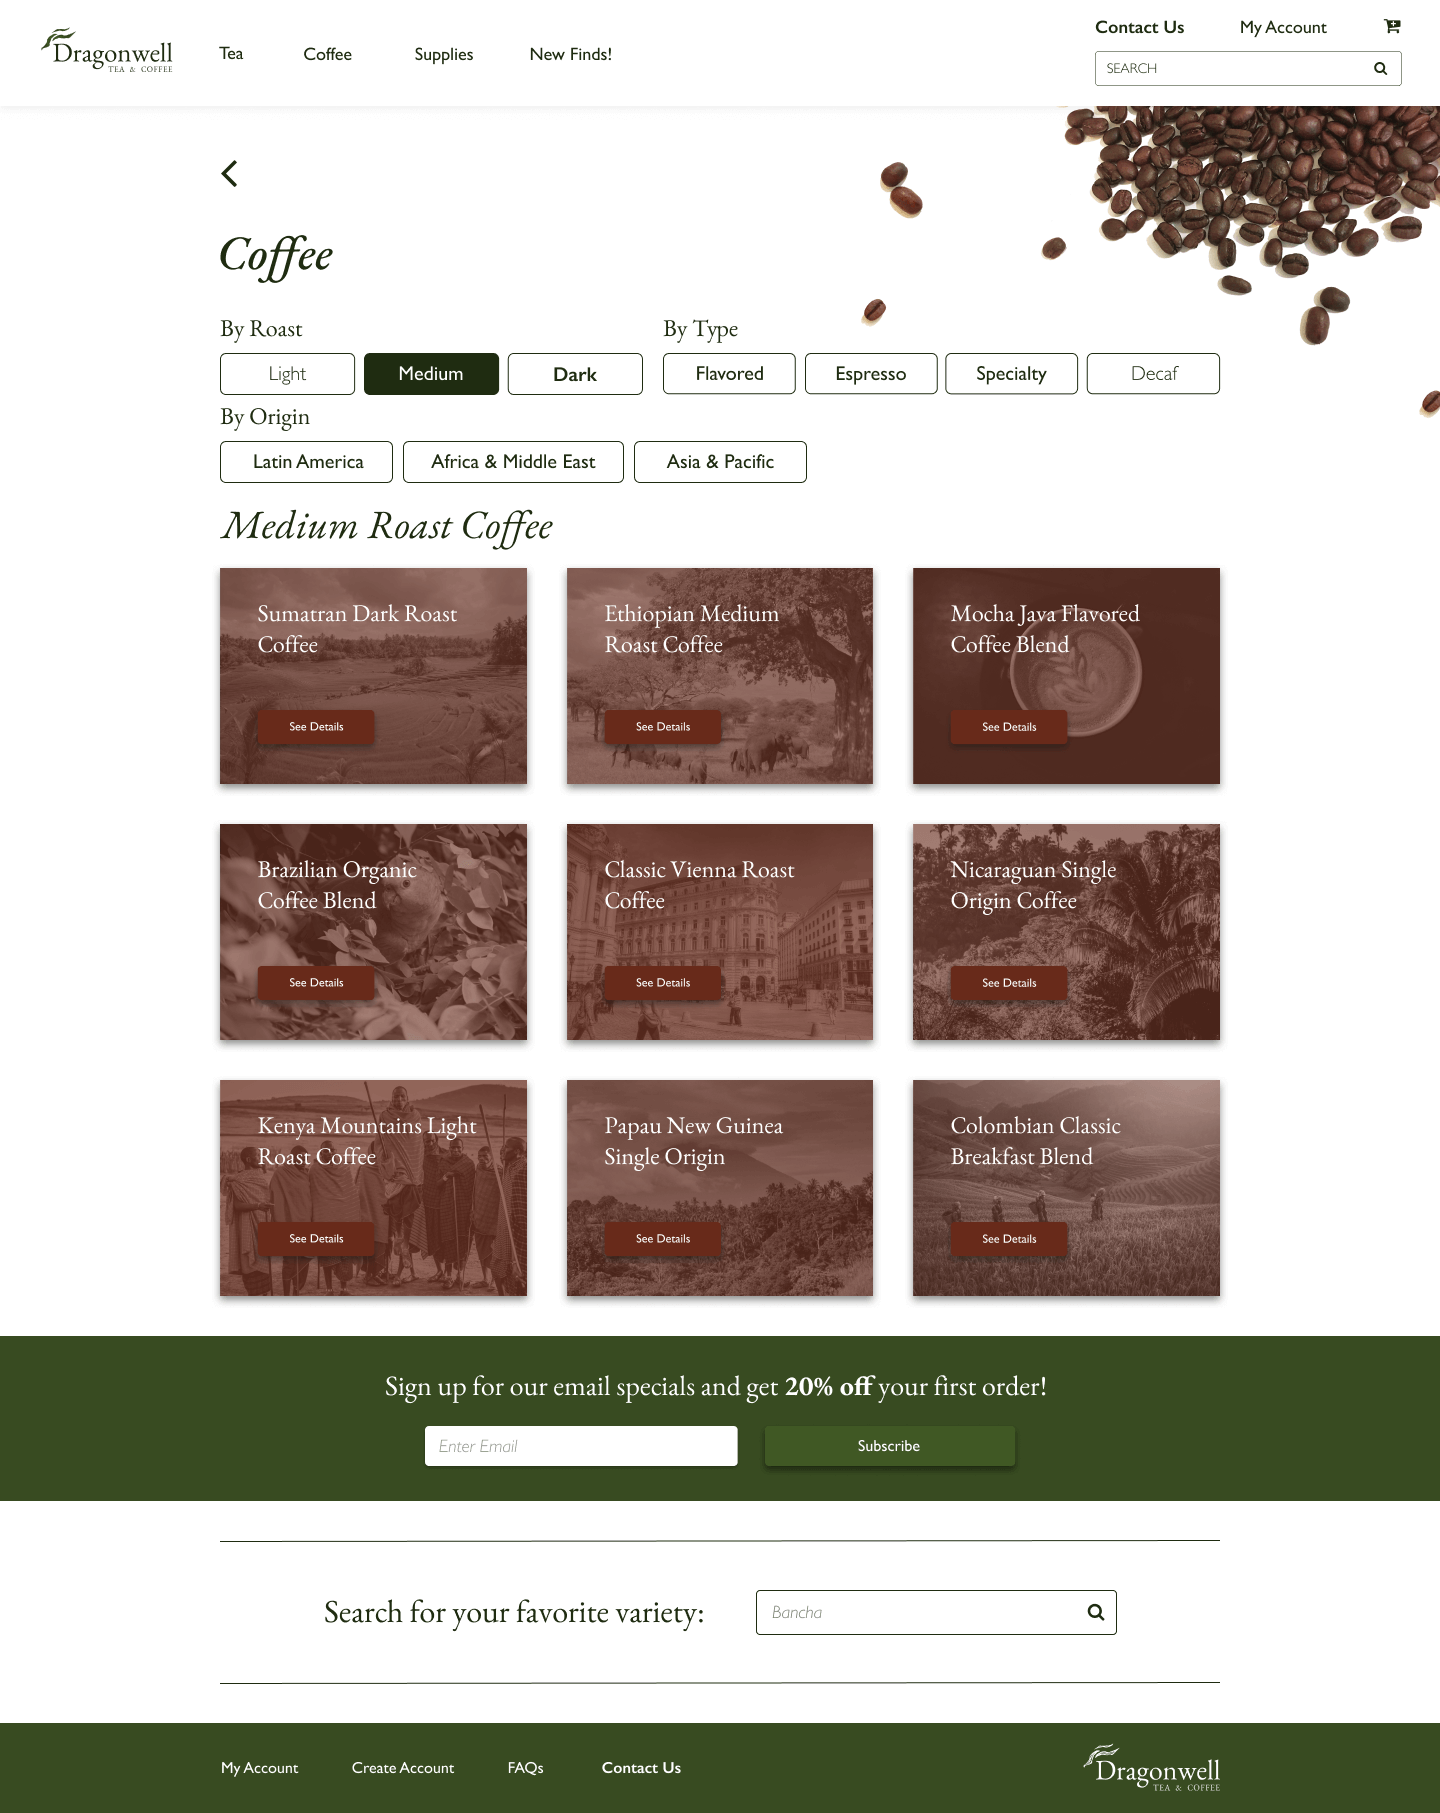 Dragonwell
TEA & COFFEE
Tea
Coffee
Supplies
New Finds!
Contact Us
My Account
SEARCH
Coffee
By Roast
Light
Medium
Dark
By Type
Flavored
Espresso
Specialty
Decaf
By Origin
Latin America
Africa & Middle East
Asia & Pacific
Medium Roast Coffee
Sumatran Dark Roast
Coffee
See Details
Ethiopian Medium
Roast Coffee
See Details
Mocha Java Flavored
Coffee Blend
See Details
Brazilian Organic
Coffee Blend
See Details
Classic Vienna Roast
Coffee
See Details
Nicaraguan Single
Origin Coffee
See Details
Kenya Mountains Light
Roast Coffee
See Details
Papau New Guinea
Single Origin
See Details
Colombian Classic
Breakfast Blend
See Details
Sign up for our email specials and get 20% off your first order!
Enter Email
Subscribe
Search for your favorite variety:
Bancha
My Account
Create Account
FAQs
Contact Us
Dragonwell
TEA & COFFEE